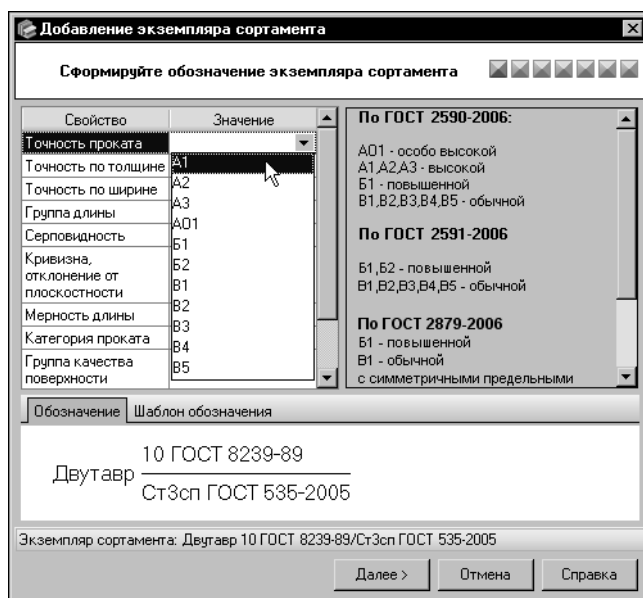 Добавление экземпляра сортамента
Сформируйте обозначение экземпляра сортамента
Свойство Значение
Точность проката
Точность по толщине
Точность по ширине
Группа длины
Серповидность
Кривизна,
отклонение от
плоскостности
Мерность длины
Категория проката
Группа качества
поверхности
А1
А2
А3
АО1
Б1
Б2
В1
В2
В3
В4
В5
По ГОСТ 2590-2006:
АО1 - особо высокой
А1,А2,А3 - высокой
Б1 - повышенной
В1,В2,В3,В4,В5 - обычной
По ГОСТ 2591-2006
Б1,Б2 - повышенной
В1,В2,В3,В4,В5 - обычной
По ГОСТ 2879-2006
Б1 - повышенной
В1 - обычной
с симметричными предельными
Обозначение Шаблон обозначения
10 ГОСТ 8239-89
Двутавр
Ст3сп ГОСТ 535-2005
Экземпляр сортамента: Двутавр 10 ГОСТ 8239-89/Ст3сп ГОСТ 535-2005
Далее > Отмена Справка